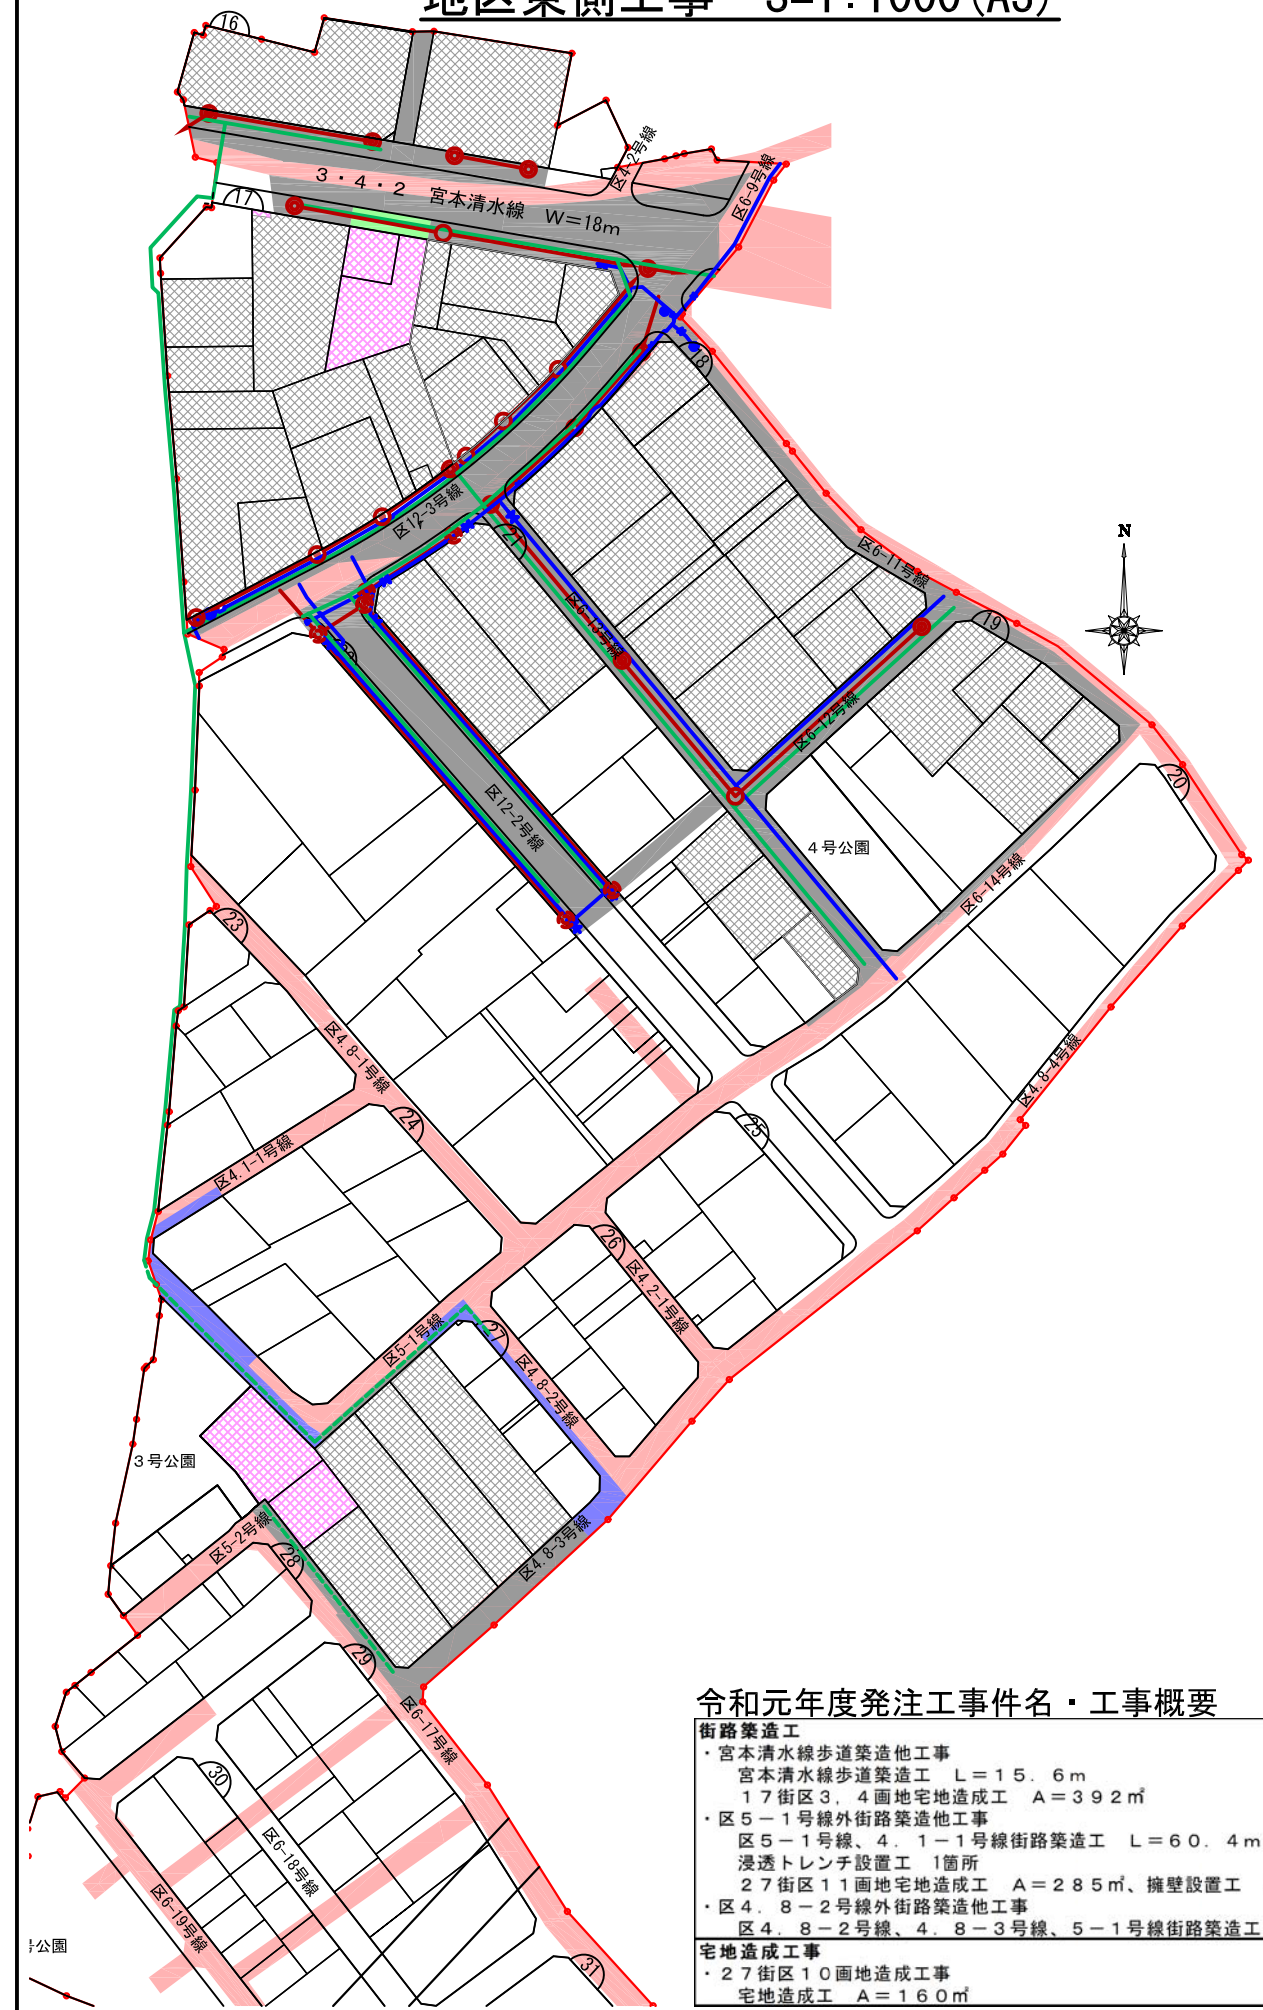 地区東側工事　S=1:1000(A3)
16
区4-2号線
区6-9号線
３・４・２　宮本清水線　W＝18m
17
18
区12-3号線
21
区6-11号線
N
区6-13号線
19
区6-12号線
20
区12-2号線
４号公園
区6-14号線
23
区4.8-1号線
区4.8-4号線
24
25
区4.1-1号線
26
区4.2-1号線
区5-1号線
27
区4.8-2号線
３号公園
区5-2号線
28
区4.8-3号線
29
区6-17号線
30
区6-18号線
区6-19号線
号公園
31
令和元年度発注工事件名・工事概要
街路築造工
・宮本清水線歩道築造他工事
宮本清水線歩道築造工　Ｌ＝１５．６ｍ
１７街区３，４画地宅地造成工　Ａ＝３９２㎡
・区５－１号線外街路築造他工事
区５－１号線、４．１－１号線街路築造工　Ｌ＝６０．４ｍ
浸透トレンチ設置工　1箇所
２７街区１１画地宅地造成工　Ａ＝２８５㎡、擁壁設置工
・区４．８－２号線外街路築造他工事
区４．８－２号線、４．８－３号線、５－１号線街路築造工
宅地造成工事
・２７街区１０画地造成工事
宅地造成工　Ａ＝１６０㎡